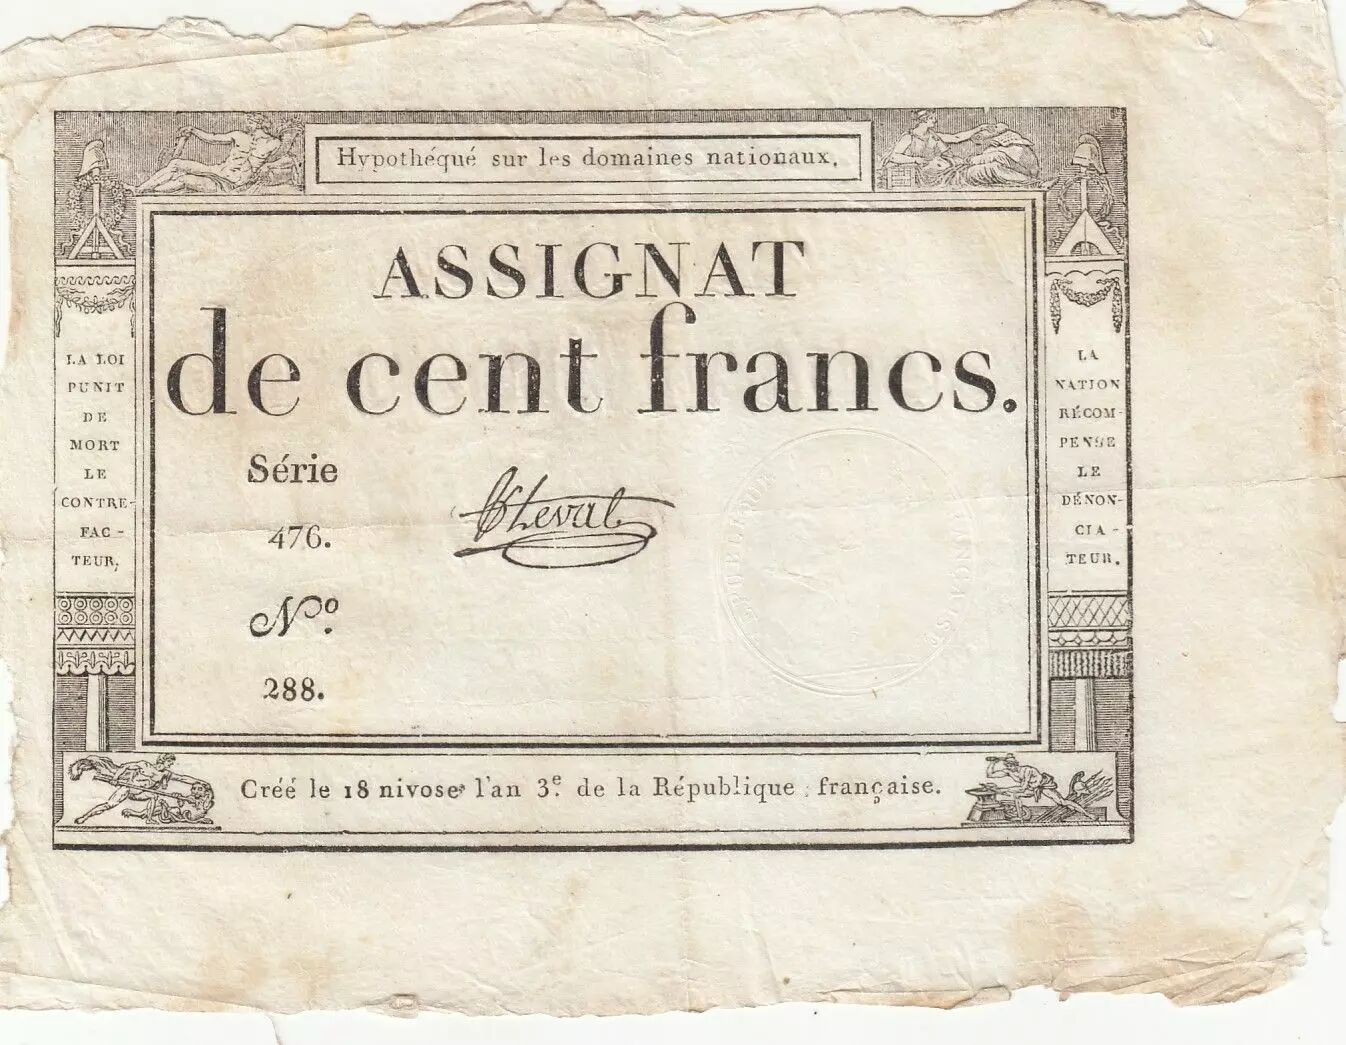 Hypothéqué sur les domaines nationaux.
ASSIGNAT
de cent francs.
LA LOI
PUNIT
DE
MORT
LE
CONTRE-
FAC-
TEUR,
Série
476.
Nº.
288.
LA
NATION
RÉCOM-
PENSE
LE
DÉNON-
CIA-
TEUR.
Créé le 18 nivose l'an 3e. de la République française.